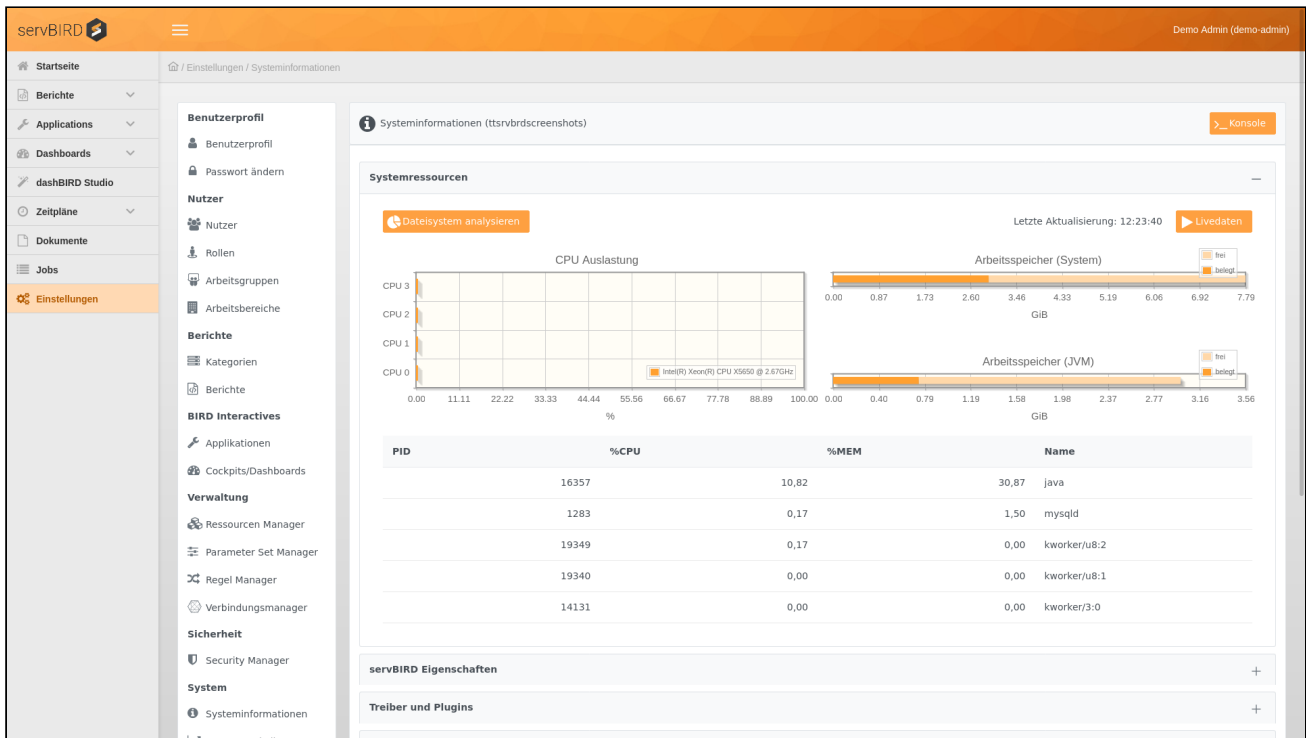 servBIRD
Demo Admin (demo-admin)
Startseite
Berichte
Applications
Dashboards
dashBIRD Studio
Zeitpläne
Dokumente
Jobs
Einstellungen
/ Einstellungen / Systeminformationen
Benutzerprofil
Benutzerprofil
Passwort ändern
Nutzer
Nutzer
Rollen
Arbeitsgruppen
Arbeitsbereiche
Berichte
Kategorien
Berichte
BIRD Interactives
Applikationen
Cockpits/Dashboards
Verwaltung
Ressourcen Manager
Parameter Set Manager
Regel Manager
Verbindungsmanager
Sicherheit
Security Manager
System
Systeminformationen
Systeminformationen (ttsrvbrdscreenshots)
Konsole
Systemressourcen
Dateisystem analysieren
Letzte Aktualisierung: 12:23:40
Livedaten
CPU Auslastung
CPU 3
CPU 2
CPU 1
CPU 0
Intel(R) Xeon(R) CPU X5650 @ 2.67GHz
0.00 11.11 22.22 33.33 44.44 55.56 66.67 77.78 88.89 100.00
%
Arbeitsspeicher (System)
frei
belegt
0.00 0.87 1.73 2.60 3.46 4.33 5.19 6.06 6.92 7.79
GiB
Arbeitsspeicher (JVM)
frei
belegt
0.00 0.40 0.79 1.19 1.58 1.98 2.37 2.77 3.16 3.56
GiB
PID %CPU %MEM Name
16357 10,82 30,87 java
1283 0,17 1,50 mysqld
19349 0,17 0,00 kworker/u8:2
19340 0,00 0,00 kworker/u8:1
14131 0,00 0,00 kworker/3:0
servBIRD Eigenschaften
Treiber und Plugins